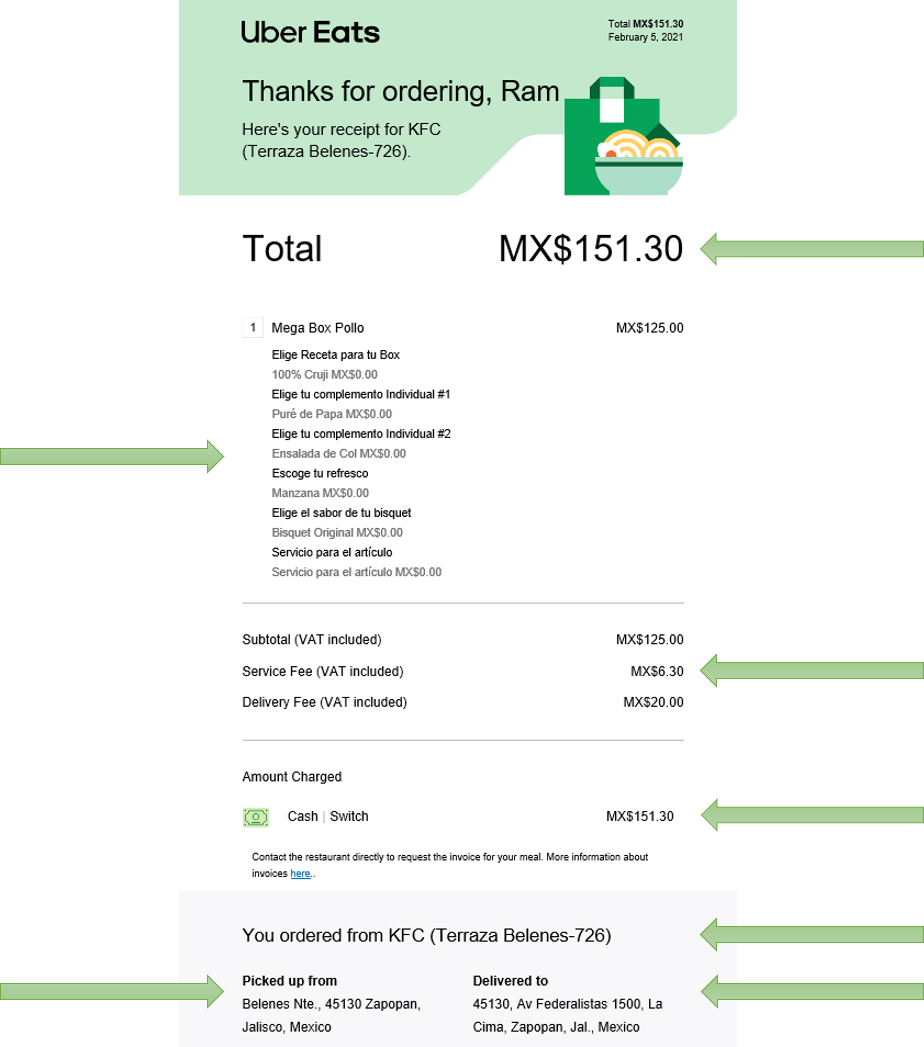 Uber Eats
Total MX$151.30
February 5, 2021
Thanks for ordering, Ram
Here's your receipt for KFC
(Terraza Belenes-726).
Total MX$151.30
1 Mega Box Pollo MX$125.00
Elige Receta para tu Box
100% Cruji MX$0.00
Elige tu complemento Individual #1
Puré de Papa MX$0.00
Elige tu complemento Individual #2
Ensalada de Col MX$0.00
Escoge tu refresco
Manzana MX$0.00
Elige el sabor de tu bisquet
Bisquet Original MX$0.00
Servicio para el artículo
Servicio para el artículo MX$0.00
Subtotal (VAT included) MX$125.00
Service Fee (VAT included) MX$6.30
Delivery Fee (VAT included) MX$20.00
Amount Charged
Cash | Switch MX$151.30
Contact the restaurant directly to request the invoice for your meal. More information about
invoices here..
You ordered from KFC (Terraza Belenes-726)
Picked up from
Belenes Nte., 45130 Zapopan,
Jalisco, Mexico
Delivered to
45130, Av Federalistas 1500, La
Cima, Zapopan, Jal., Mexico